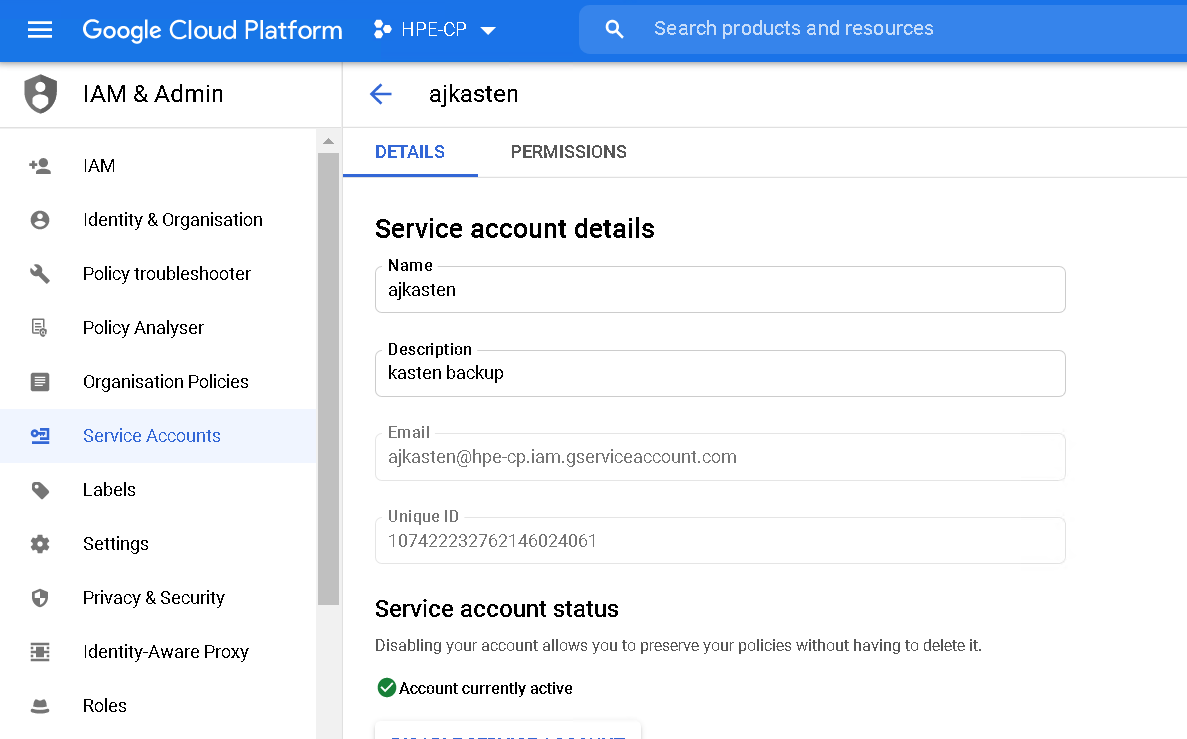 Google Cloud Platform HPE-CP Search products and resources
IAM & Admin
ajkasten
IAM
Identity & Organisation
Policy troubleshooter
Policy Analyser
Organisation Policies
Service Accounts
Labels
Settings
Privacy & Security
Identity-Aware Proxy
Roles
DETAILS PERMISSIONS
Service account details
Name
ajkasten
Description
kasten backup
Email
ajkasten@hpe-cp.iam.gserviceaccount.com
Unique ID
107422232762146024061
Service account status
Disabling your account allows you to preserve your policies without having to delete it.
Account currently active